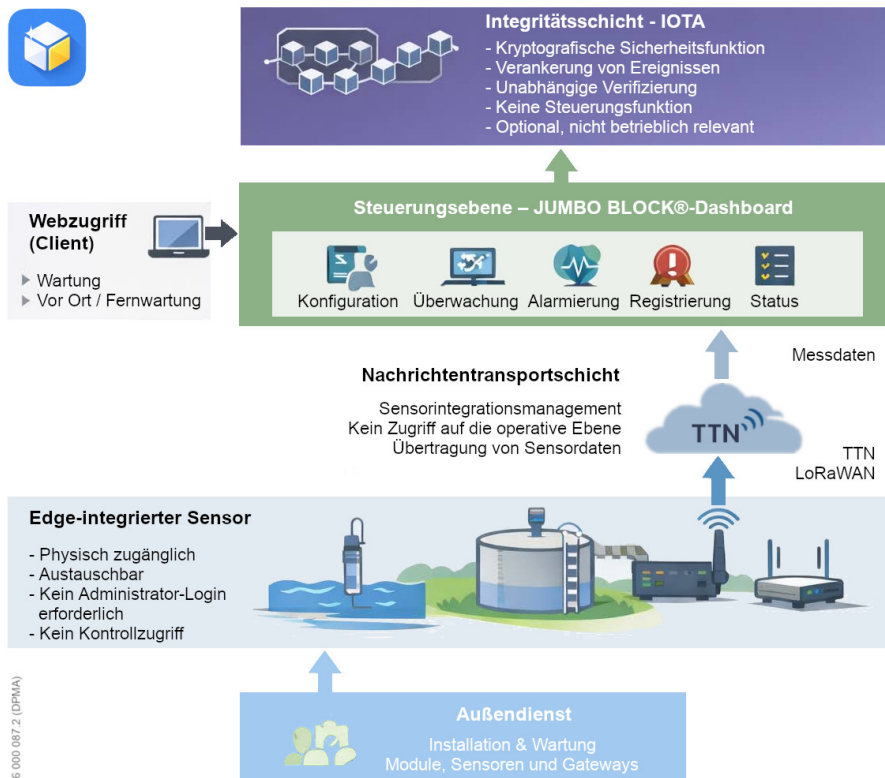 Integritätsschicht - IOTA
- Kryptografische Sicherheitsfunktion
- Verankerung von Ereignissen
- Unabhängige Verifizierung
- Keine Steuerungsfunktion
- Optional, nicht betrieblich relevant
Steuerungsebene – JUMBO BLOCK®-Dashboard
Webzugriff
(Client)
Wartung
Vor Ort / Fernwartung
Konfiguration
Überwachung
Alarmierung
Registrierung
Status
Messdaten
Nachrichtentransportschicht
Sensorintegrationsmanagement
Kein Zugriff auf die operative Ebene
Übertragung von Sensordaten
TTN
TTN
LoRaWAN
Edge-integrierter Sensor
- Physisch zugänglich
- Austauschbar
- Kein Administrator-Login
erforderlich
- Kein Kontrollzugriff
Außendienst
Installation & Wartung
Module, Sensoren und Gateways
6 000 087.2 (DPMA)